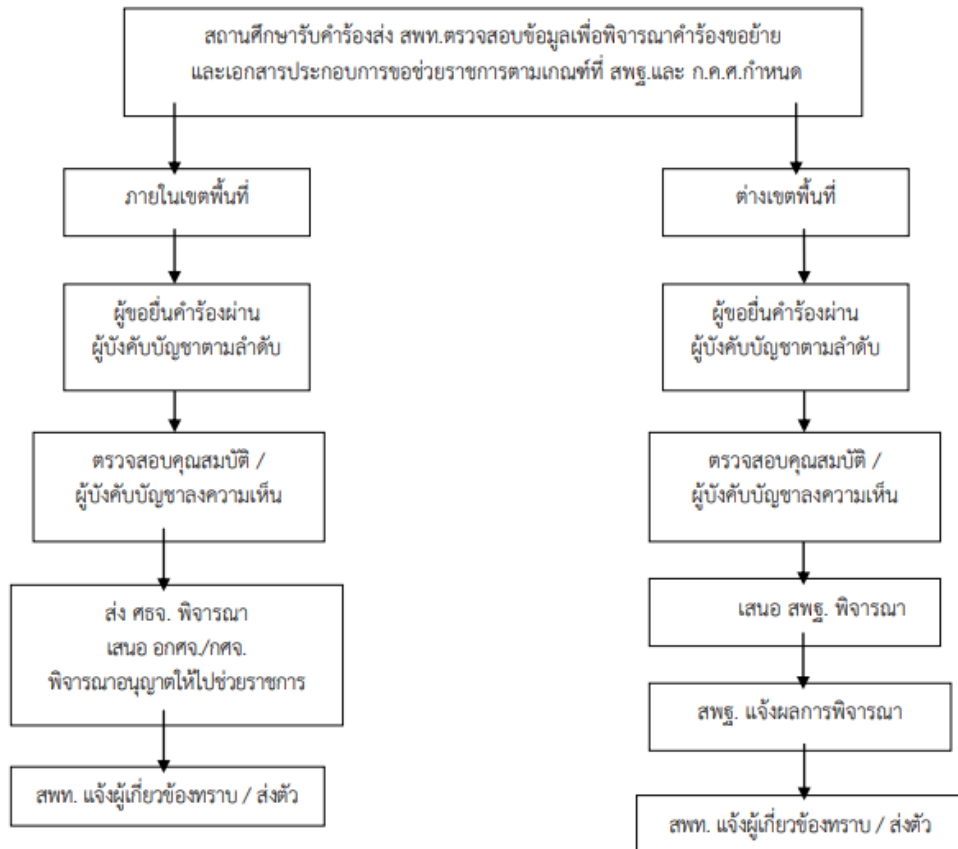 สถานศึกษารับคำร้องส่ง สพท.ตรวจสอบข้อมูลเพื่อพิจารณาคำร้องขอย้าย
และเอกสารประกอบการขอช่วยราชการตามเกณฑ์ที่ สพฐ.และ ก.ค.ศ.กำหนด
ภายในเขตพื้นที่
ผู้ขอยื่นคำร้องผ่าน
ผู้บังคับบัญชาตามลำดับ
ตรวจสอบคุณสมบัติ /
ผู้บังคับบัญชาลงความเห็น
ส่ง ศธจ. พิจารณา
เสนอ อกศจ./กศจ.
พิจารณาอนุญาตให้ไปช่วยราชการ
สพท. แจ้งผู้เกี่ยวข้องทราบ / ส่งตัว
ต่างเขตพื้นที่
ผู้ขอยื่นคำร้องผ่าน
ผู้บังคับบัญชาตามลำดับ
ตรวจสอบคุณสมบัติ /
ผู้บังคับบัญชาลงความเห็น
เสนอ สพฐ. พิจารณา
สพฐ. แจ้งผลการพิจารณา
สพท. แจ้งผู้เกี่ยวข้องทราบ / ส่งตัว